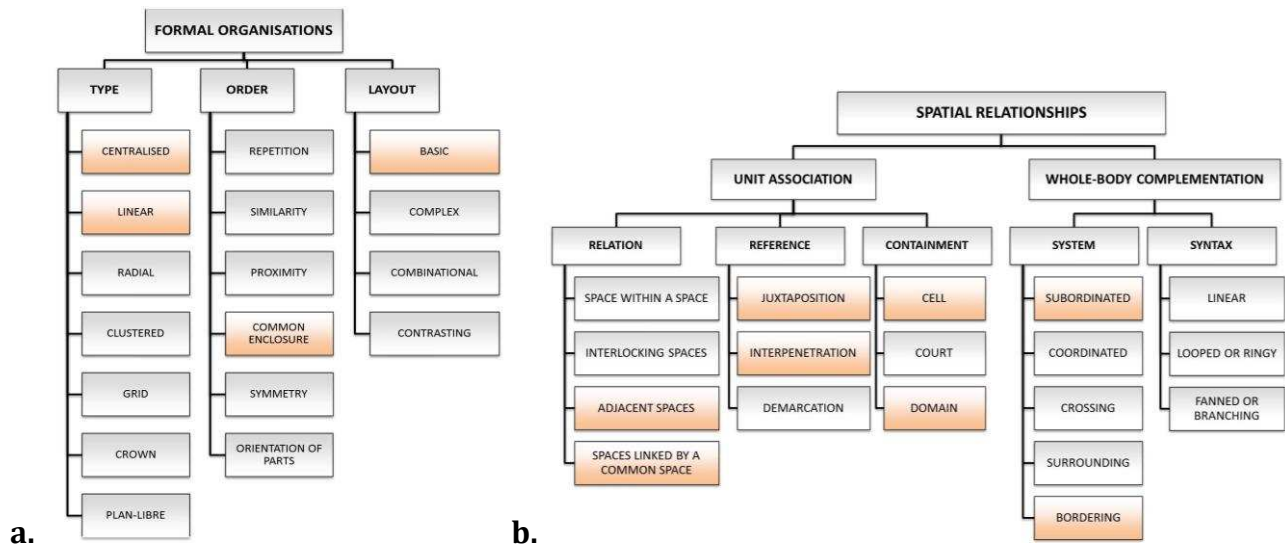 FORMAL ORGANISATIONS
TYPE
CENTRALISED
LINEAR
RADIAL
CLUSTERED
GRID
CROWN
PLAN-LIBRE
ORDER
REPETITION
SIMILARITY
PROXIMITY
COMMON
ENCLOSURE
SYMMETRY
ORIENTATION OF
PARTS
LAYOUT
BASIC
COMPLEX
COMBINATIONAL
CONTRASTING
a.
SPATIAL RELATIONSHIPS
UNIT ASSOCIATION
RELATION
SPACE WITHIN A SPACE
INTERLOCKING SPACES
ADJACENT SPACES
SPACES LINKED BY A
COMMON SPACE
REFERENCE
JUXTAPOSITION
INTERPENETRATION
DEMARCATION
CONTAINMENT
CELL
COURT
DOMAIN
WHOLE-BODY COMPLEMENTATION
SYSTEM
SUBORDINATED
COORDINATED
CROSSING
SURROUNDING
BORDERING
SYNTAX
LINEAR
LOOPED OR RINGY
FANNED OR
BRANCHING
b.